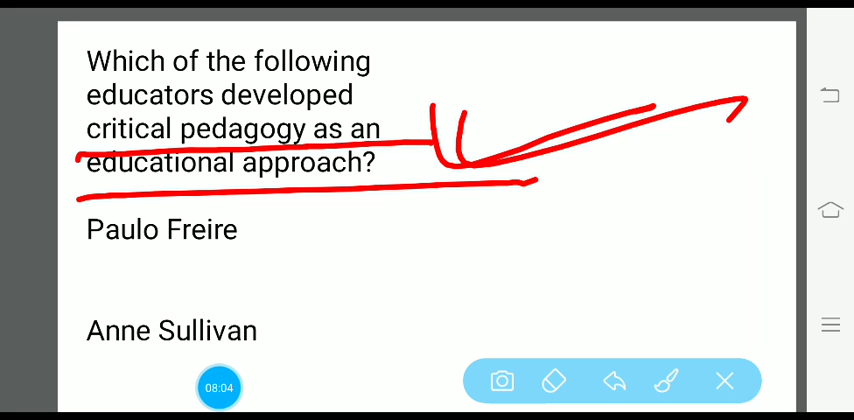 Which of the following
educators developed
critical pedagogy as an
educational approach?
Paulo Freire
Anne Sullivan
08:04